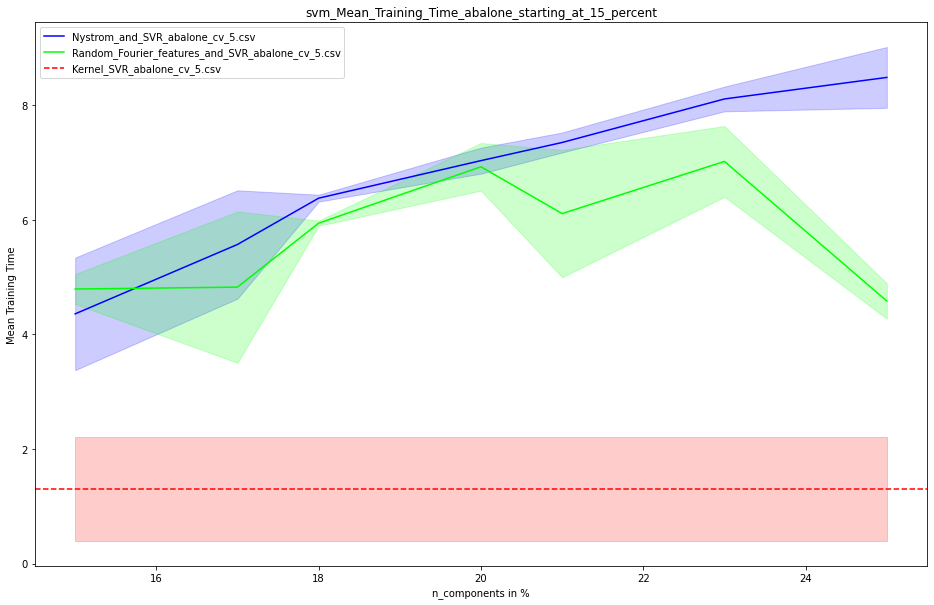 svm_Mean_Training_Time_abalone_starting_at_15_percent
Nystrom_and_SVR_abalone_cv_5.csv
Random_Fourier_features_and_SVR_abalone_cv_5.csv
Kernel_SVR_abalone_cv_5.csv
8
6
4
2
0
Mean Training Time
16 18 20 22 24
n_components in %